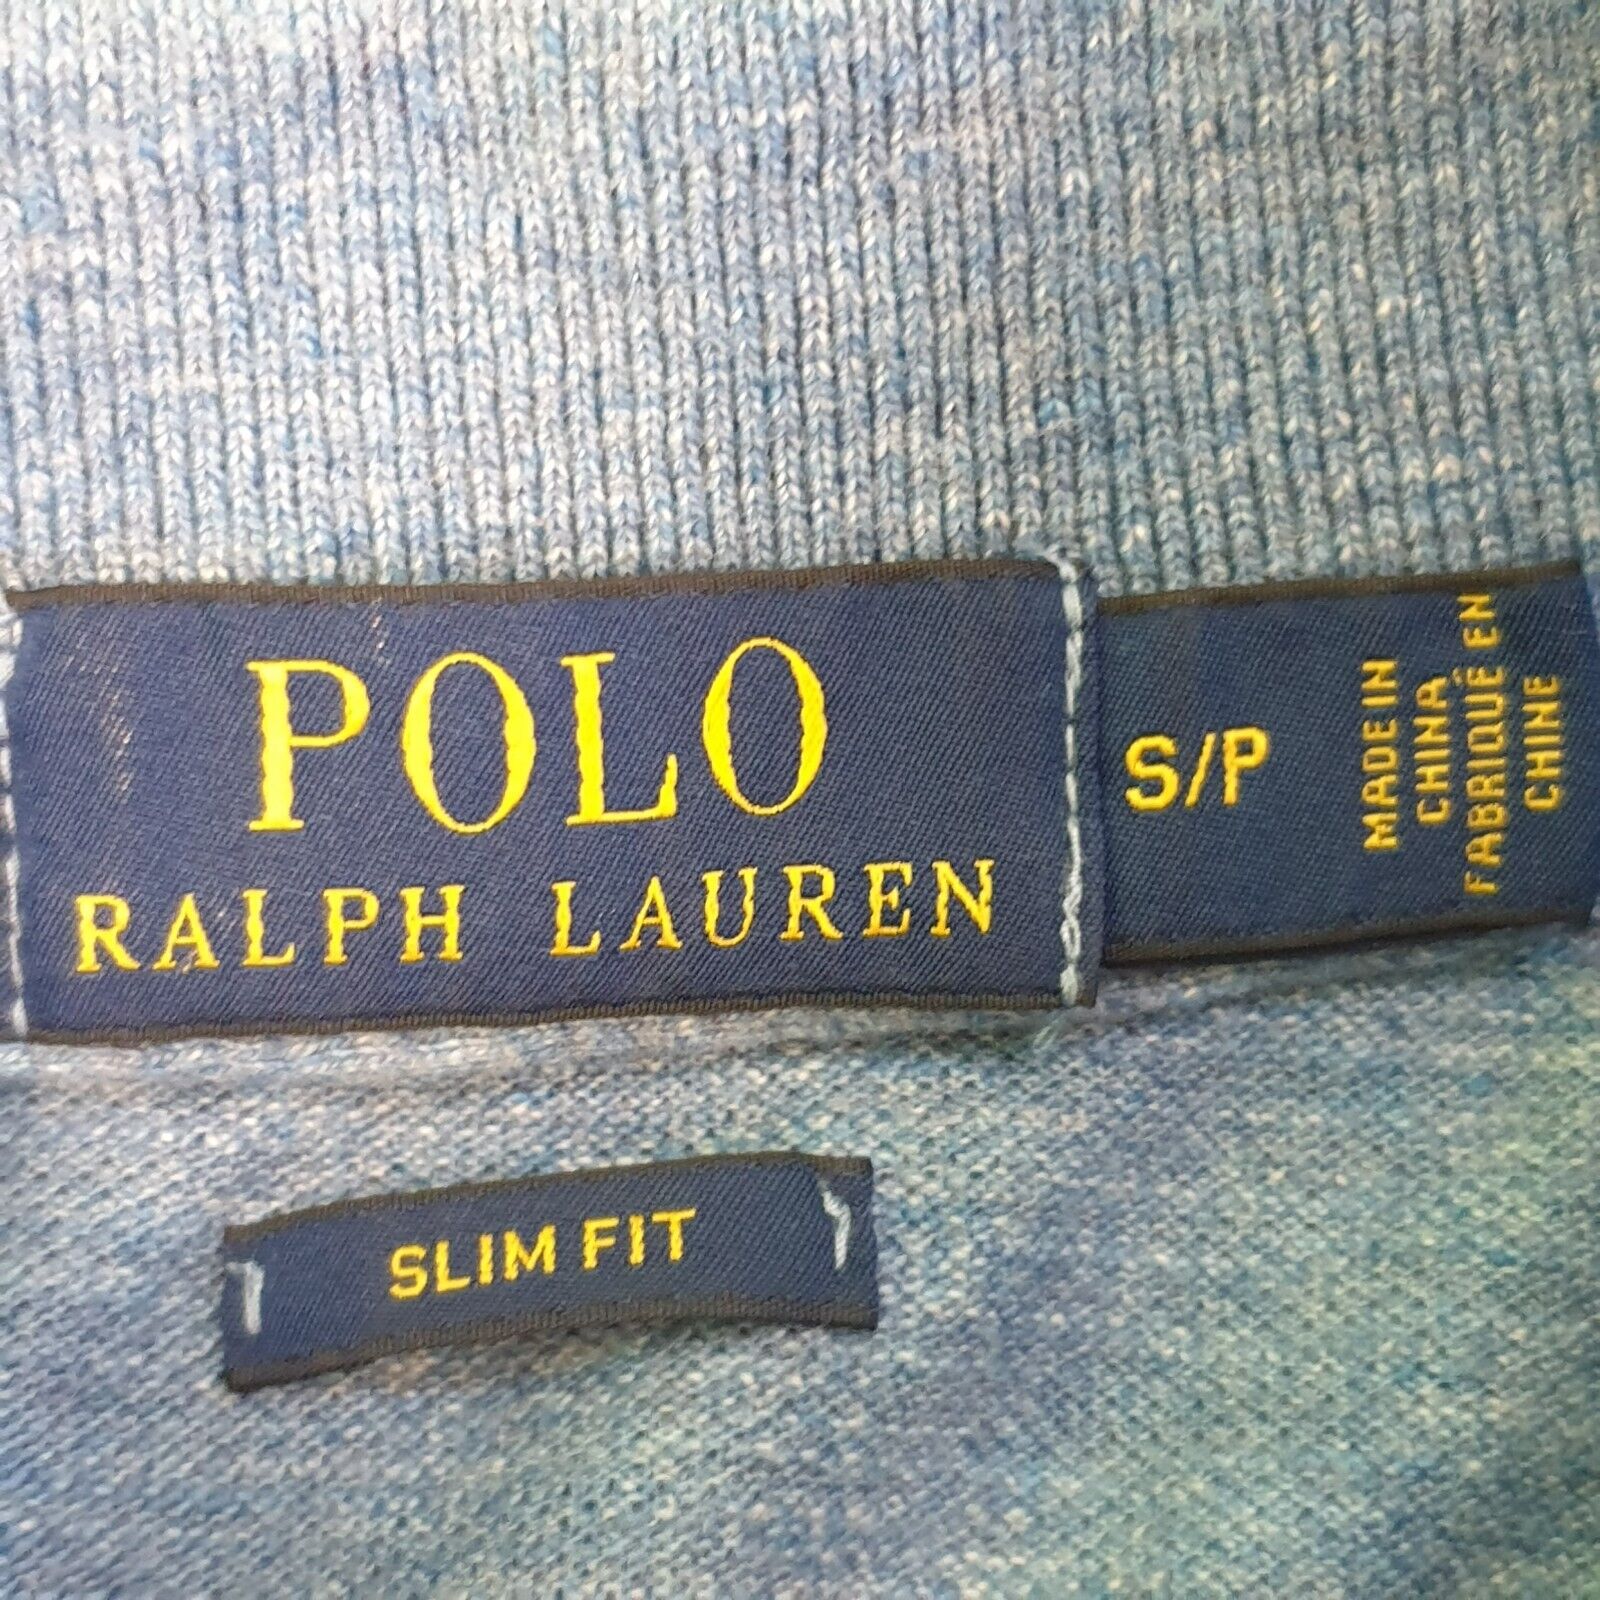 POLO
RALPH LAUREN
S/P
MADE IN
CHINA
FABRIQUÉ EN
CHINE
SLIM FIT